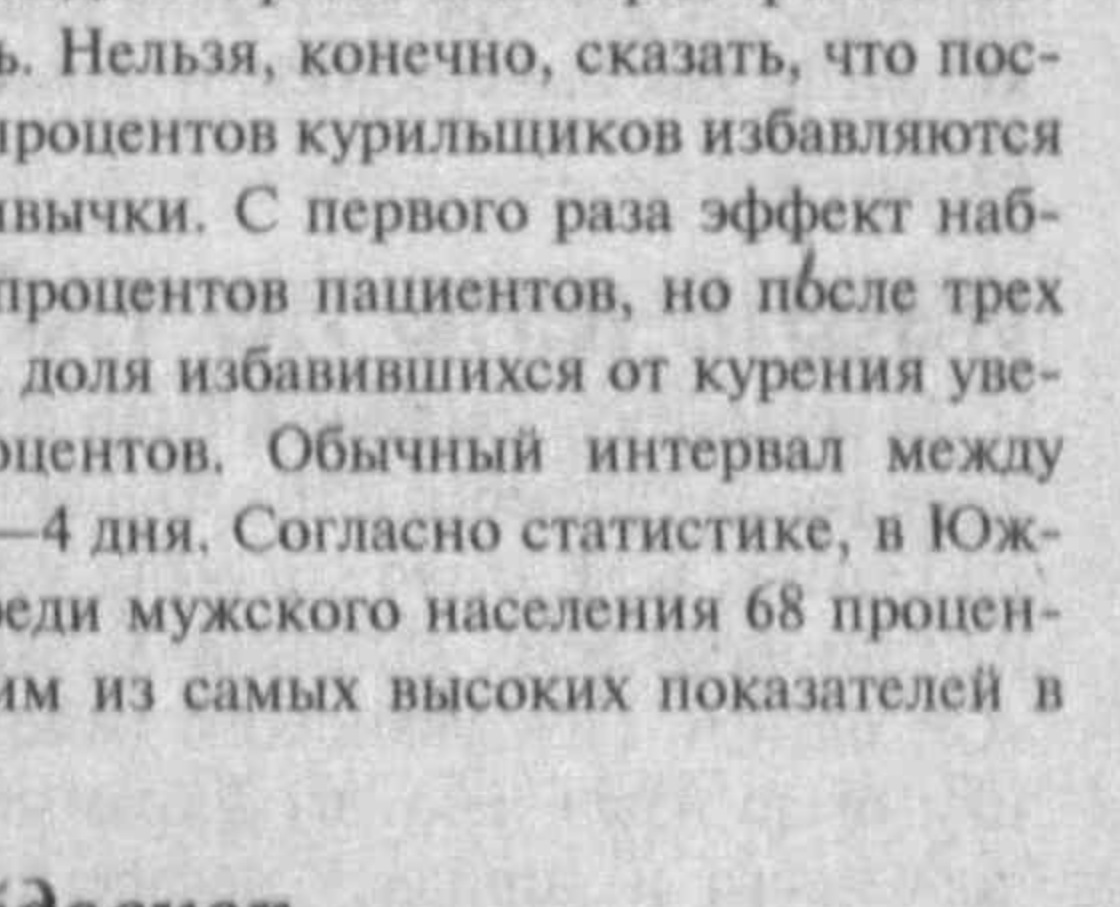 ь. Нельзя, конечно, сказать, что пос-
процентов курильщиков избавляются
ивычки. С первого раза эффект наб-
процентов пациентов, но после трех
доля избавившихся от курения уве-
оцентов. Обычный интервал между
—4 дня. Согласно статистике, в Юж-
реди мужского населения 68 процен-
им из самых высоких показателей в